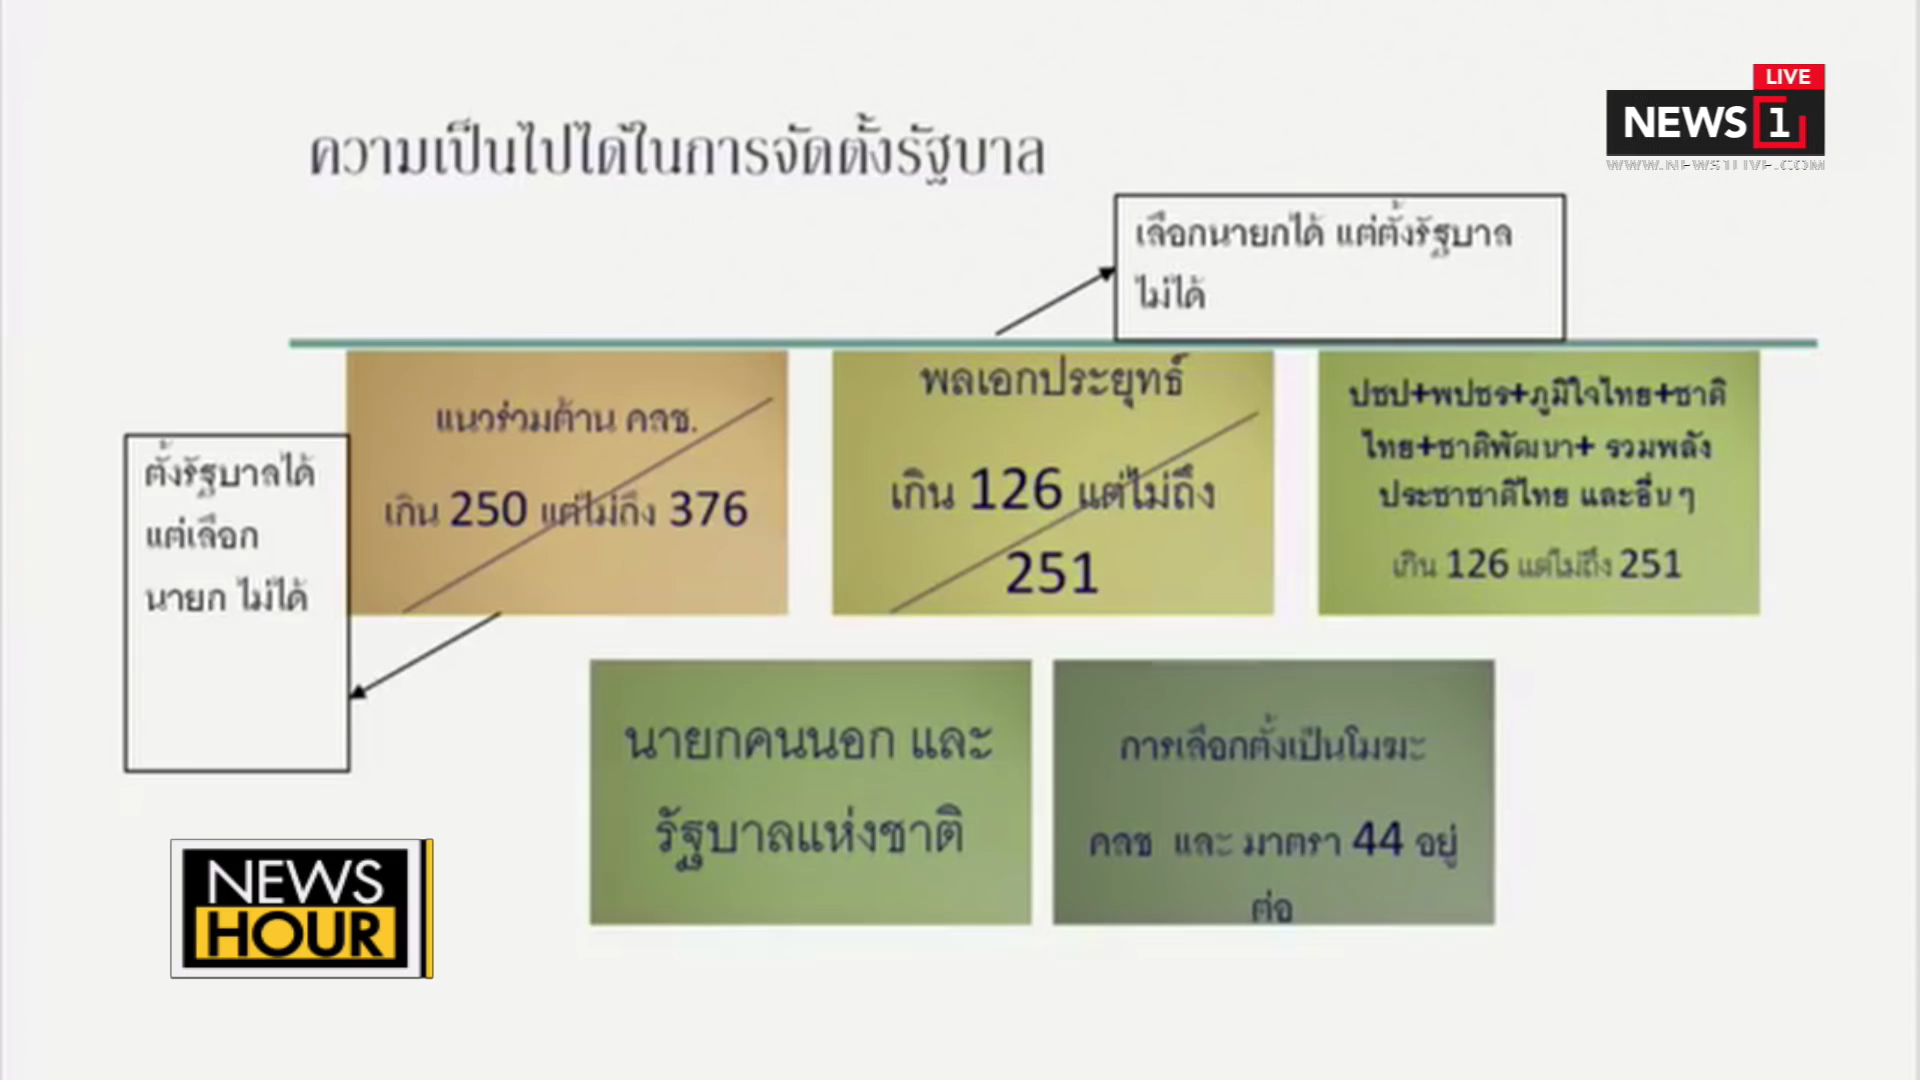 LIVE
NEWS 1
WWW.NEWS1LIVE.COM
ความเป็นไปได้ในการจัดตั้งรัฐบาล
เลือกนายกได้ แต่ตั้งรัฐบาล
ไม่ได้
ตั้งรัฐบาลได้
แต่เลือก
นายก ไม่ได้
แนวร่วมต้าน คสช.
เกิน 250 แต่ไม่ถึง 376
พลเอกประยุทธ์
เกิน 126 แต่ไม่ถึง
251
ปชป+พปชร+ภูมิใจไทย+ชาติ
ไทย+ชาติพัฒนา+ รวมพลัง
ประชาชาติไทย และอื่นๆ
เกิน 126 แต่ไม่ถึง 251
นายกคนนอก และ
รัฐบาลแห่งชาติ
การเลือกตั้งเป็นโมฆะ
คสช และ มาตรา 44 อยู่
ต่อ
NEWS
HOUR